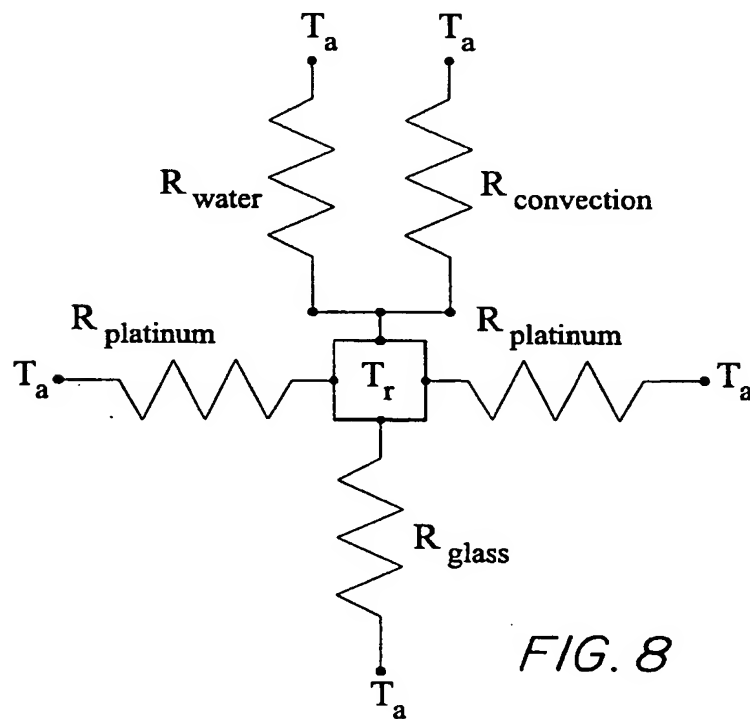 T_a T_a
R_water R_convection
R_platinum R_platinum
T_a T_r T_a
R_glass
FIG. 8
T_a